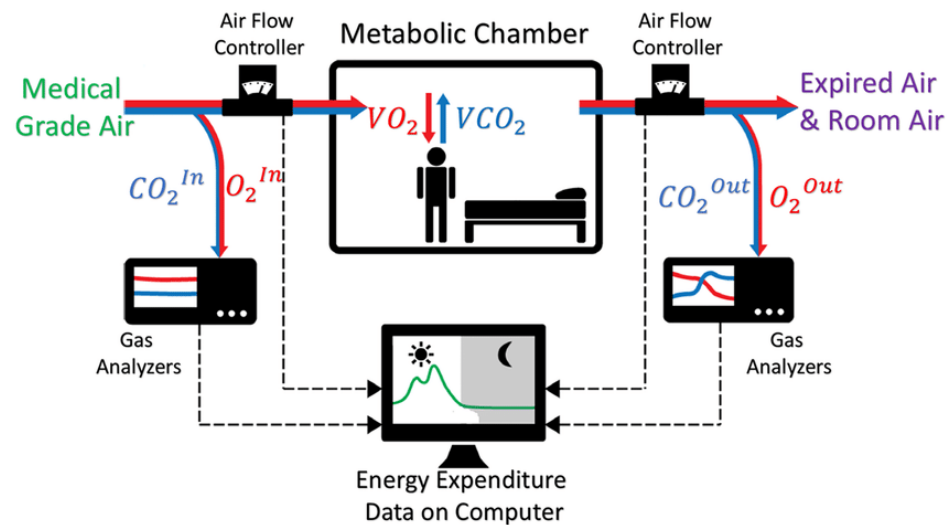 Air Flow
Controller
Metabolic Chamber
Air Flow
Controller
Medical
Grade Air
Expired Air
& Room Air
VO₂
VCO₂
CO₂ᴵⁿ
O₂ᴵⁿ
CO₂ᴼᵘᵗ
O₂ᴼᵘᵗ
Gas
Analyzers
Gas
Analyzers
Energy Expenditure
Data on Computer